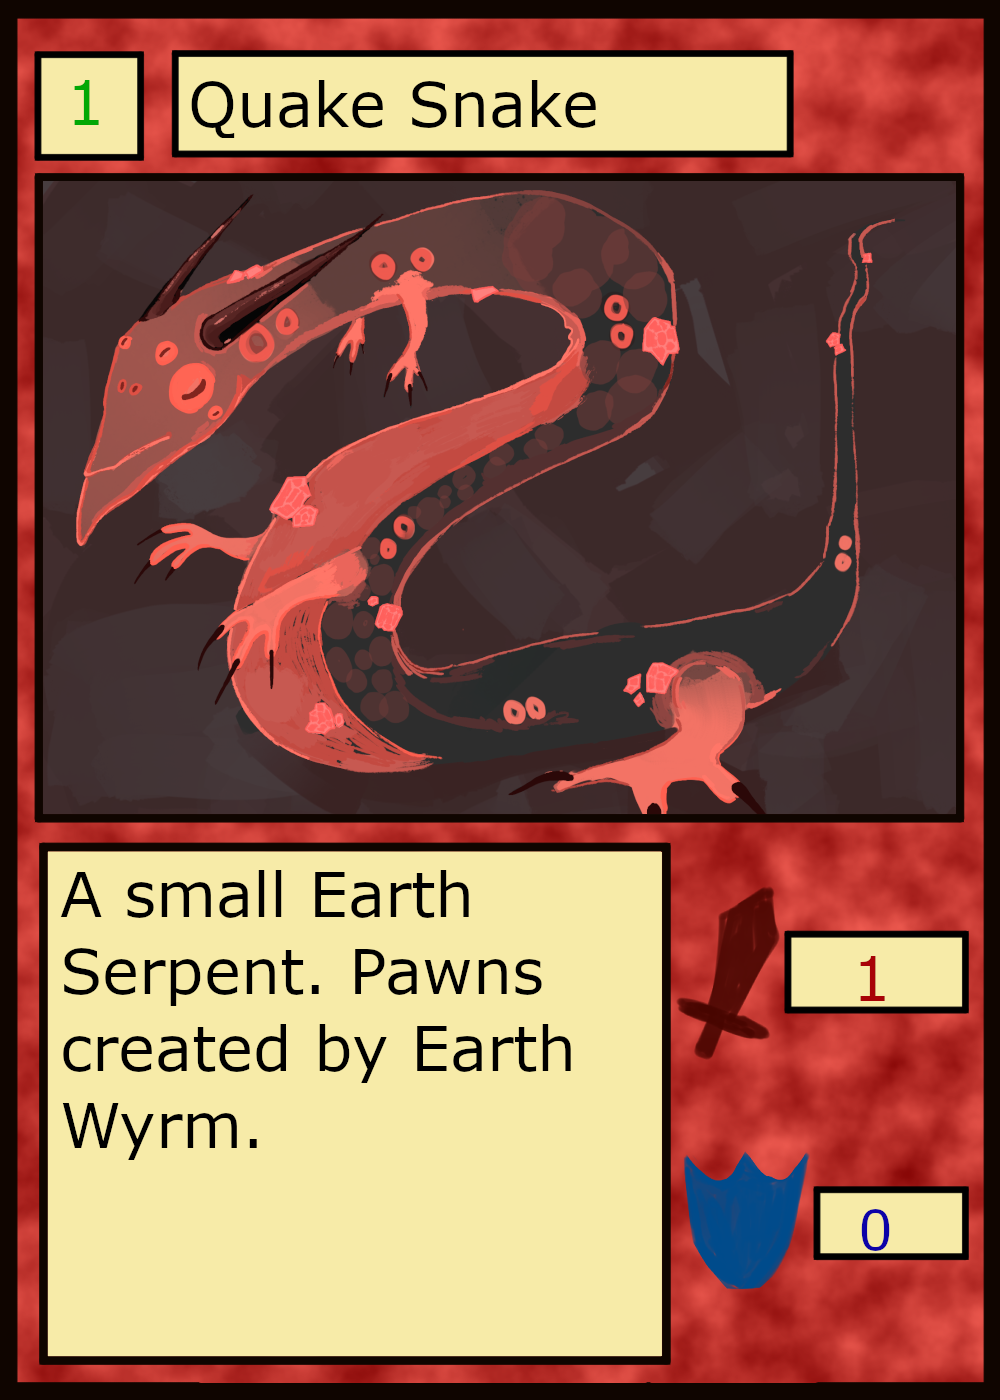 1
Quake Snake
A small Earth
Serpent. Pawns
created by Earth
Wyrm.
1
0